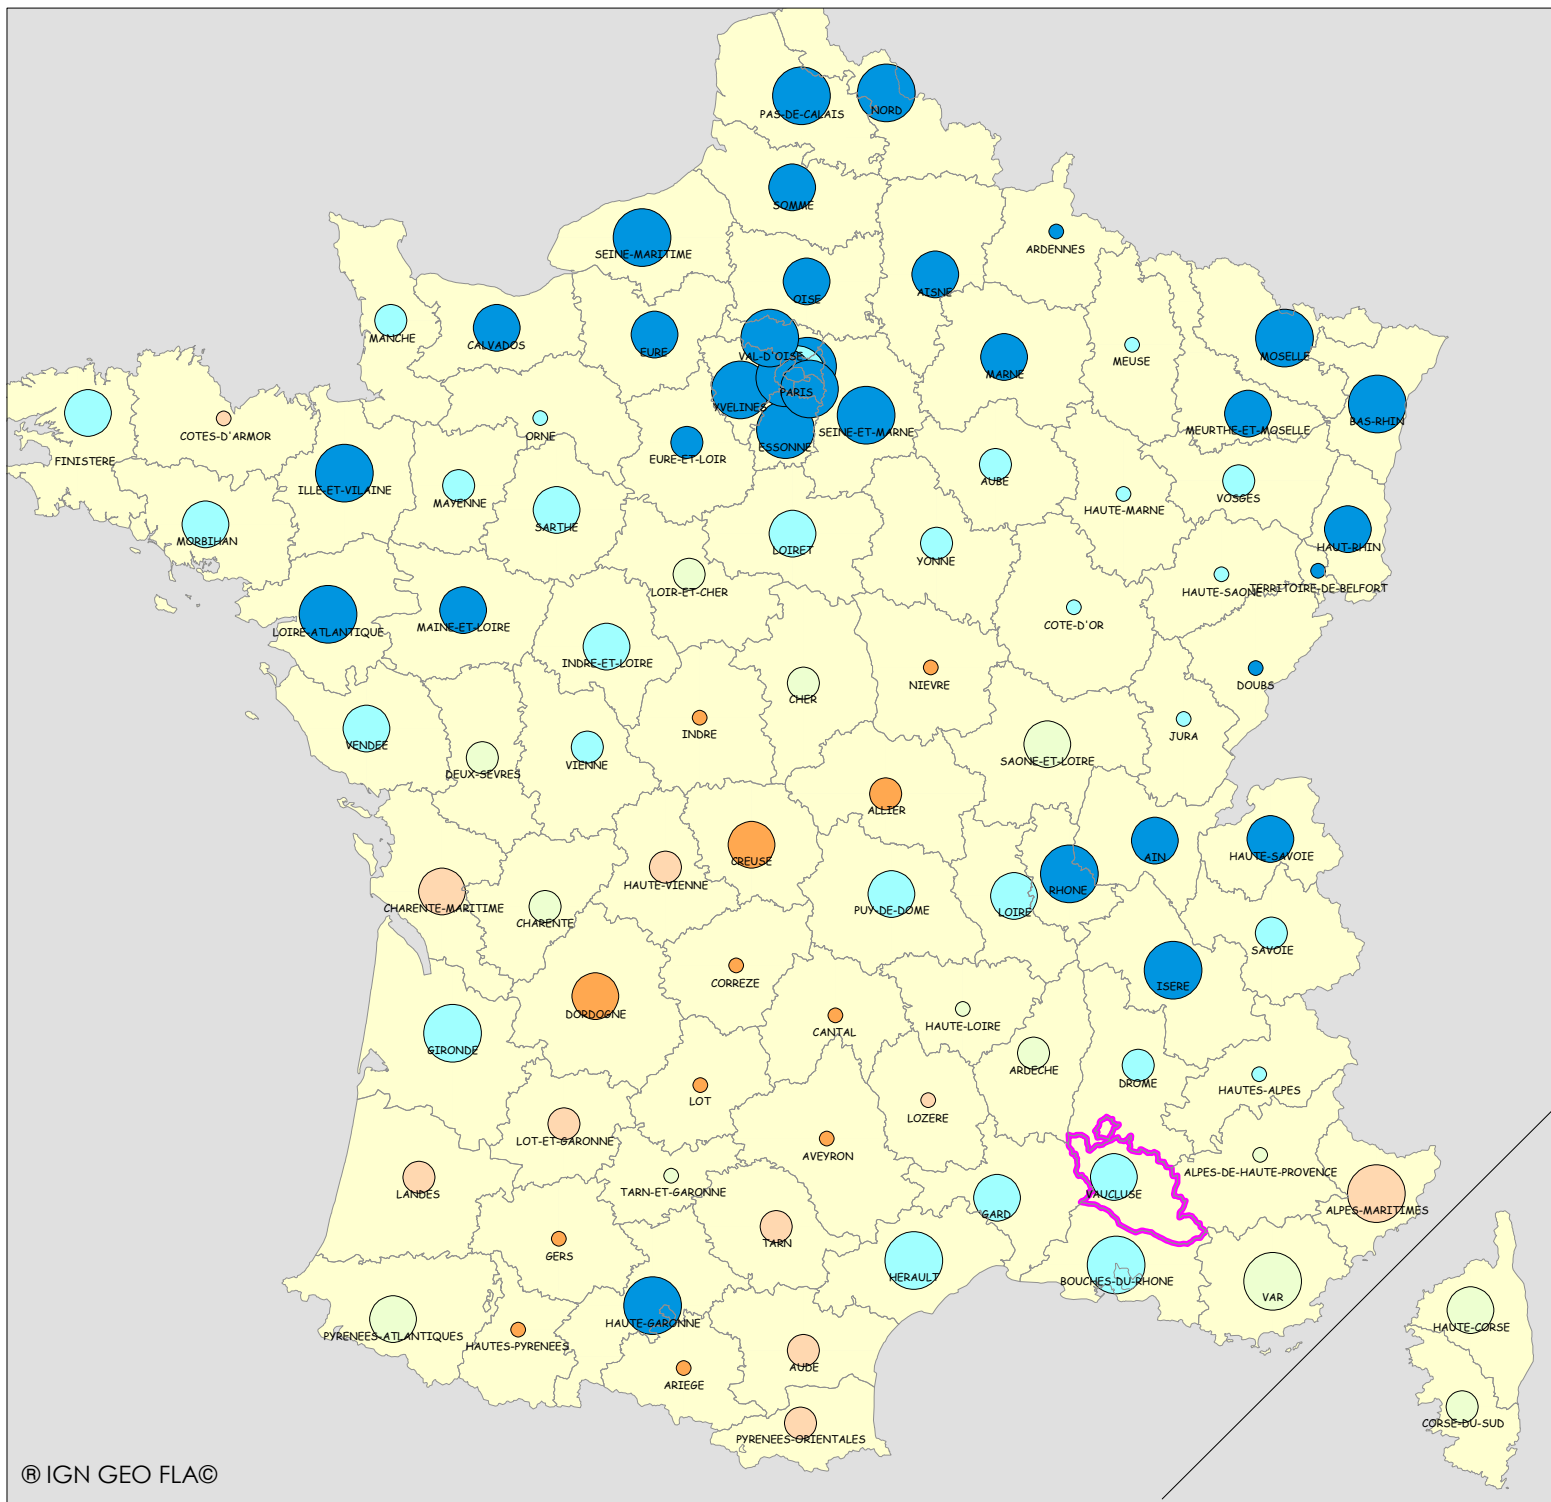 PAS-DE-CALAIS
NORD
SOMME
SEINE-MARITIME
ARDENNES
OISE
AISNE
MANCHE
CALVADOS
EURE
VAL-D'OISE
MARNE
MEUSE
MOSELLE
PARIS
YVELINES
SEINE-ET-MARNE
MEURTHE-ET-MOSELLE
BAS-RHIN
COTES-D'ARMOR
ORNE
ESSONNE
EURE-ET-LOIR
FINISTERE
ILLE-ET-VILAINE
MAYENNE
SARTHE
AUBE
HAUTE-MARNE
VOSGES
MORBIHAN
LOIRET
YONNE
HAUT-RHIN
LOIR-ET-CHER
HAUTE-SAONE
TERRITOIRE-DE-BELFORT
LOIRE-ATLANTIQUE
MAINE-ET-LOIRE
COTE-D'OR
INDRE-ET-LOIRE
CHER
NIEVRE
DOUBS
VENDEE
INDRE
JURA
DEUX-SEVRES
VIENNE
SAONE-ET-LOIRE
ALLIER
CREUSE
AIN
HAUTE-SAVOIE
HAUTE-VIENNE
RHONE
CHARENTE-MARITIME
CHARENTE
PUY-DE-DOME
LOIRE
SAVOIE
CORREZE
ISERE
DORDOGNE
CANTAL
HAUTE-LOIRE
GIRONDE
ARDECHE
DROME
HAUTES-ALPES
LOT
LOZERE
LOT-ET-GARONNE
AVEYRON
ALPES-DE-HAUTE-PROVENCE
LANDES
TARN-ET-GARONNE
VAUCLUSE
GARD
ALPES-MARITIMES
GERS
TARN
HERAULT
BOUCHES-DU-RHONE
VAR
PYRENEES-ATLANTIQUES
HAUTES-PYRENEES
HAUTE-GARONNE
HAUTE-CORSE
AUDE
ARIEGE
PYRENEES-ORIENTALES
CORSE-DU-SUD
® IGN GEO FLA©